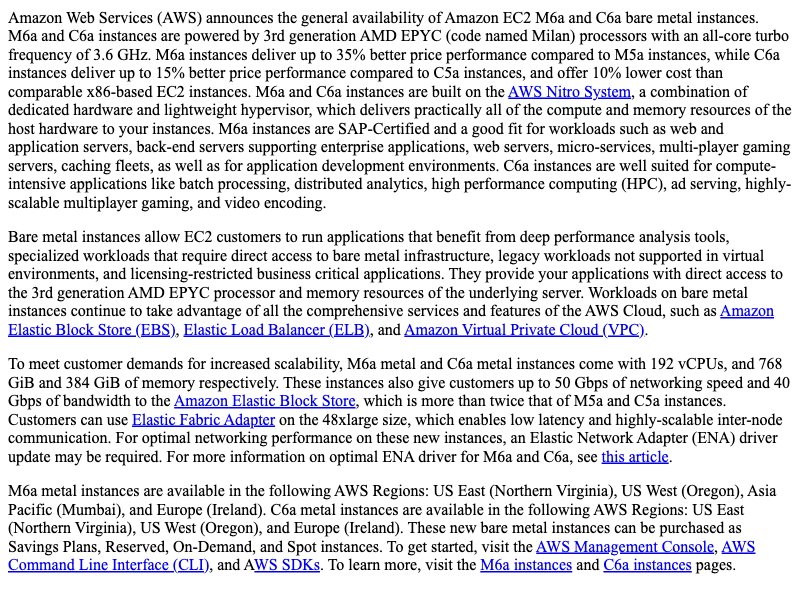 Amazon Web Services (AWS) announces the general availability of Amazon EC2 M6a and C6a bare metal instances.
M6a and C6a instances are powered by 3rd generation AMD EPYC (code named Milan) processors with an all-core turbo
frequency of 3.6 GHz. M6a instances deliver up to 35% better price performance compared to M5a instances, while C6a
instances deliver up to 15% better price performance compared to C5a instances, and offer 10% lower cost than
comparable x86-based EC2 instances. M6a and C6a instances are built on the AWS Nitro System, a combination of
dedicated hardware and lightweight hypervisor, which delivers practically all of the compute and memory resources of the
host hardware to your instances. M6a instances are SAP-Certified and a good fit for workloads such as web and
application servers, back-end servers supporting enterprise applications, web servers, micro-services, multi-player gaming
servers, caching fleets, as well as for application development environments. C6a instances are well suited for compute-
intensive applications like batch processing, distributed analytics, high performance computing (HPC), ad serving, highly-
scalable multiplayer gaming, and video encoding.
Bare metal instances allow EC2 customers to run applications that benefit from deep performance analysis tools,
specialized workloads that require direct access to bare metal infrastructure, legacy workloads not supported in virtual
environments, and licensing-restricted business critical applications. They provide your applications with direct access to
the 3rd generation AMD EPYC processor and memory resources of the underlying server. Workloads on bare metal
instances continue to take advantage of all the comprehensive services and features of the AWS Cloud, such as Amazon
Elastic Block Store (EBS), Elastic Load Balancer (ELB), and Amazon Virtual Private Cloud (VPC).
To meet customer demands for increased scalability, M6a metal and C6a metal instances come with 192 vCPUs, and 768
GiB and 384 GiB of memory respectively. These instances also give customers up to 50 Gbps of networking speed and 40
Gbps of bandwidth to the Amazon Elastic Block Store, which is more than twice that of M5a and C5a instances.
Customers can use Elastic Fabric Adapter on the 48xlarge size, which enables low latency and highly-scalable inter-node
communication. For optimal networking performance on these new instances, an Elastic Network Adapter (ENA) driver
update may be required. For more information on optimal ENA driver for M6a and C6a, see this article.
M6a metal instances are available in the following AWS Regions: US East (Northern Virginia), US West (Oregon), Asia
Pacific (Mumbai), and Europe (Ireland). C6a metal instances are available in the following AWS Regions: US East
(Northern Virginia), US West (Oregon), and Europe (Ireland). These new bare metal instances can be purchased as
Savings Plans, Reserved, On-Demand, and Spot instances. To get started, visit the AWS Management Console, AWS
Command Line Interface (CLI), and AWS SDKs. To learn more, visit the M6a instances and C6a instances pages.